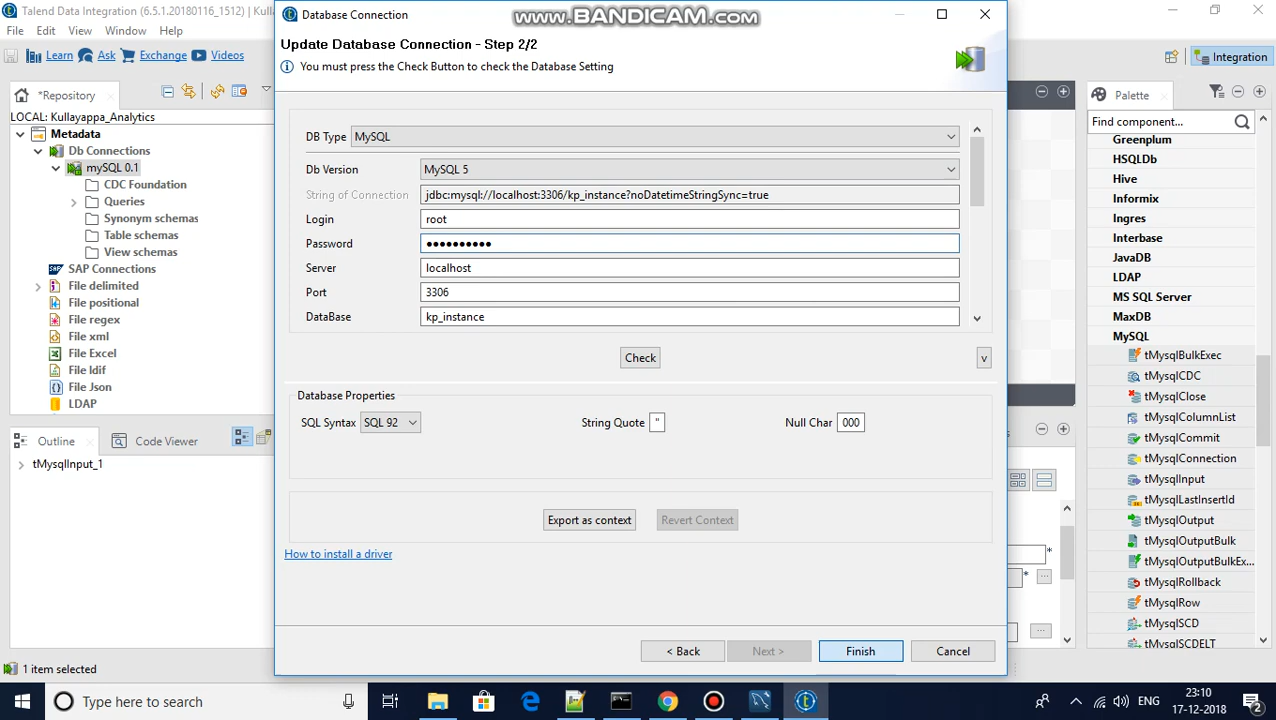 Talend Data Integration (6.5.1.20180116_1512) | Kulla
Database Connection
www.BANDICAM.com
File Edit View Window Help
Update Database Connection - Step 2/2
You must press the Check Button to check the Database Setting
Learn Ask Exchange Videos
Integration
*Repository
Palette
LOCAL: Kullayappa_Analytics
Find component...
Metadata
Db Connections
mySQL 0.1
CDC Foundation
Queries
Synonym schemas
Table schemas
View schemas
SAP Connections
File delimited
File positional
File regex
File xml
File Excel
File ldif
File Json
LDAP
DB Type MySQL
Db Version MySQL 5
String of Connection jdbc:mysql://localhost:3306/kp_instance?noDatetimeStringSync=true
Login root
Password ••••••••••
Server localhost
Port 3306
DataBase kp_instance
Check v
Database Properties
SQL Syntax SQL 92 String Quote " Null Char 000
Export as context Revert Context
How to install a driver
< Back Next > Finish Cancel
Greenplum
HSQLDb
Hive
Informix
Ingres
Interbase
JavaDB
LDAP
MS SQL Server
MaxDB
MySQL
tMysqlBulkExec
tMysqlCDC
tMysqlClose
tMysqlColumnList
tMysqlCommit
tMysqlConnection
tMysqlInput
tMysqlLastInsertId
tMysqlOutput
tMysqlOutputBulk
tMysqlOutputBulkEx...
tMysqlRollback
tMysqlRow
tMysqlSCD
tMysqlSCDELT
Outline Code Viewer
tMysqlInput_1
1 item selected
Type here to search
ENG
23:10
17-12-2018
2